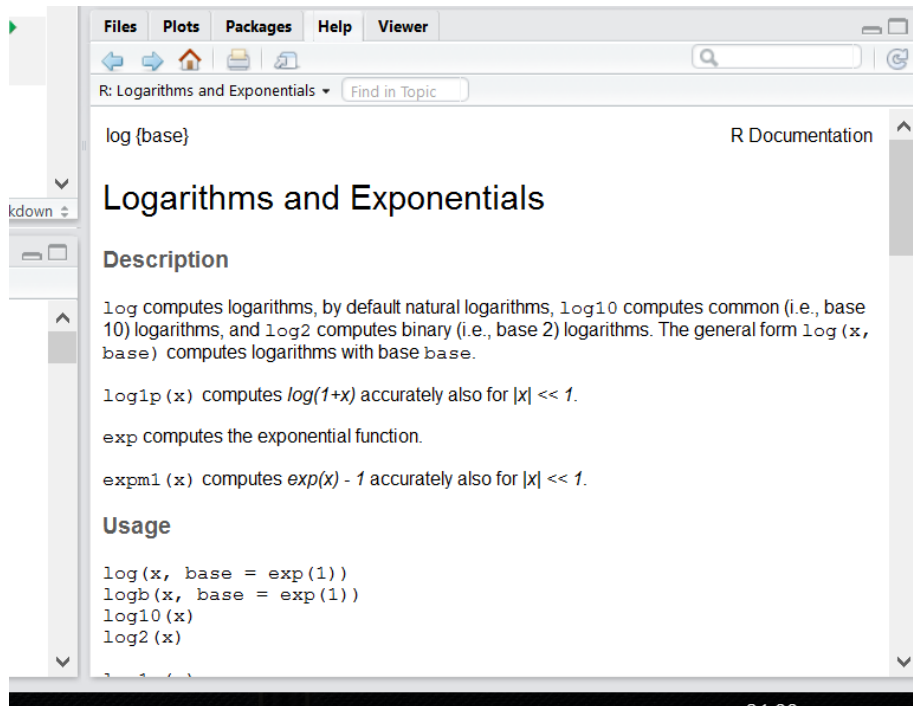 Files Plots Packages Help Viewer
R: Logarithms and Exponentials Find in Topic
log {base} R Documentation
Logarithms and Exponentials
kdown
Description
log computes logarithms, by default natural logarithms, log10 computes common (i.e., base
10) logarithms, and log2 computes binary (i.e., base 2) logarithms. The general form log(x,
base) computes logarithms with base base.
log1p(x) computes log(1+x) accurately also for |x| << 1.
exp computes the exponential function.
expm1(x) computes exp(x) - 1 accurately also for |x| << 1.
Usage
log(x, base = exp(1))
logb(x, base = exp(1))
log10(x)
log2(x)